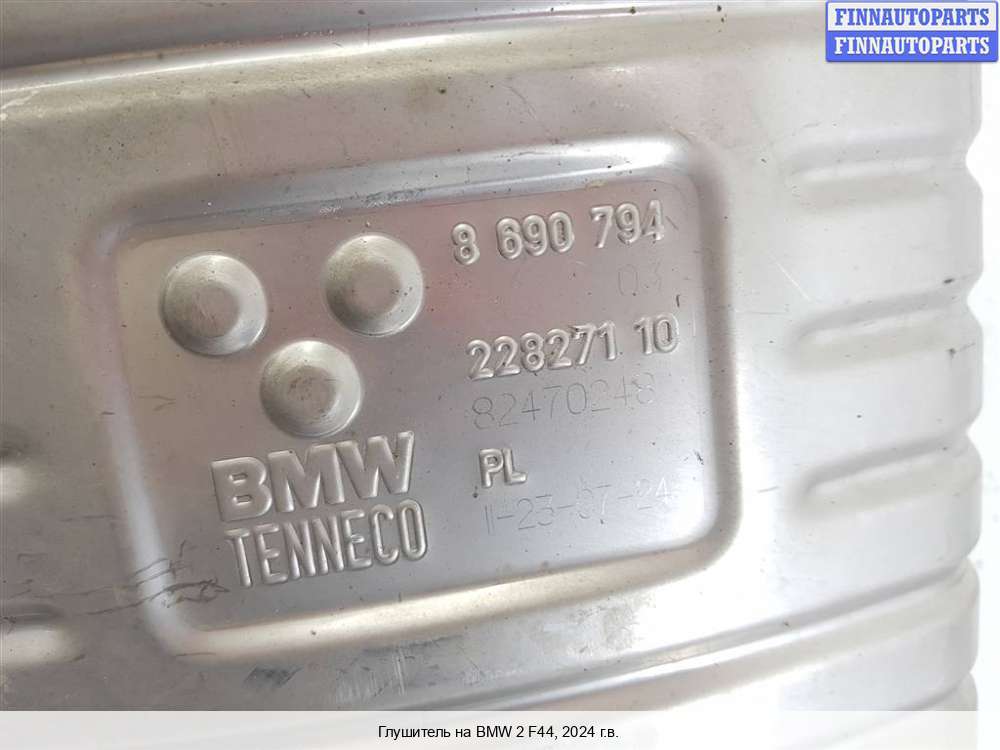 FINNAUTOPARTS
FINNAUTOPARTS
8 690 794
03
228271 10
82470248
PL
II-23-07-24
BMW
TENNECO
Глушитель на BMW 2 F44, 2024 г.в.